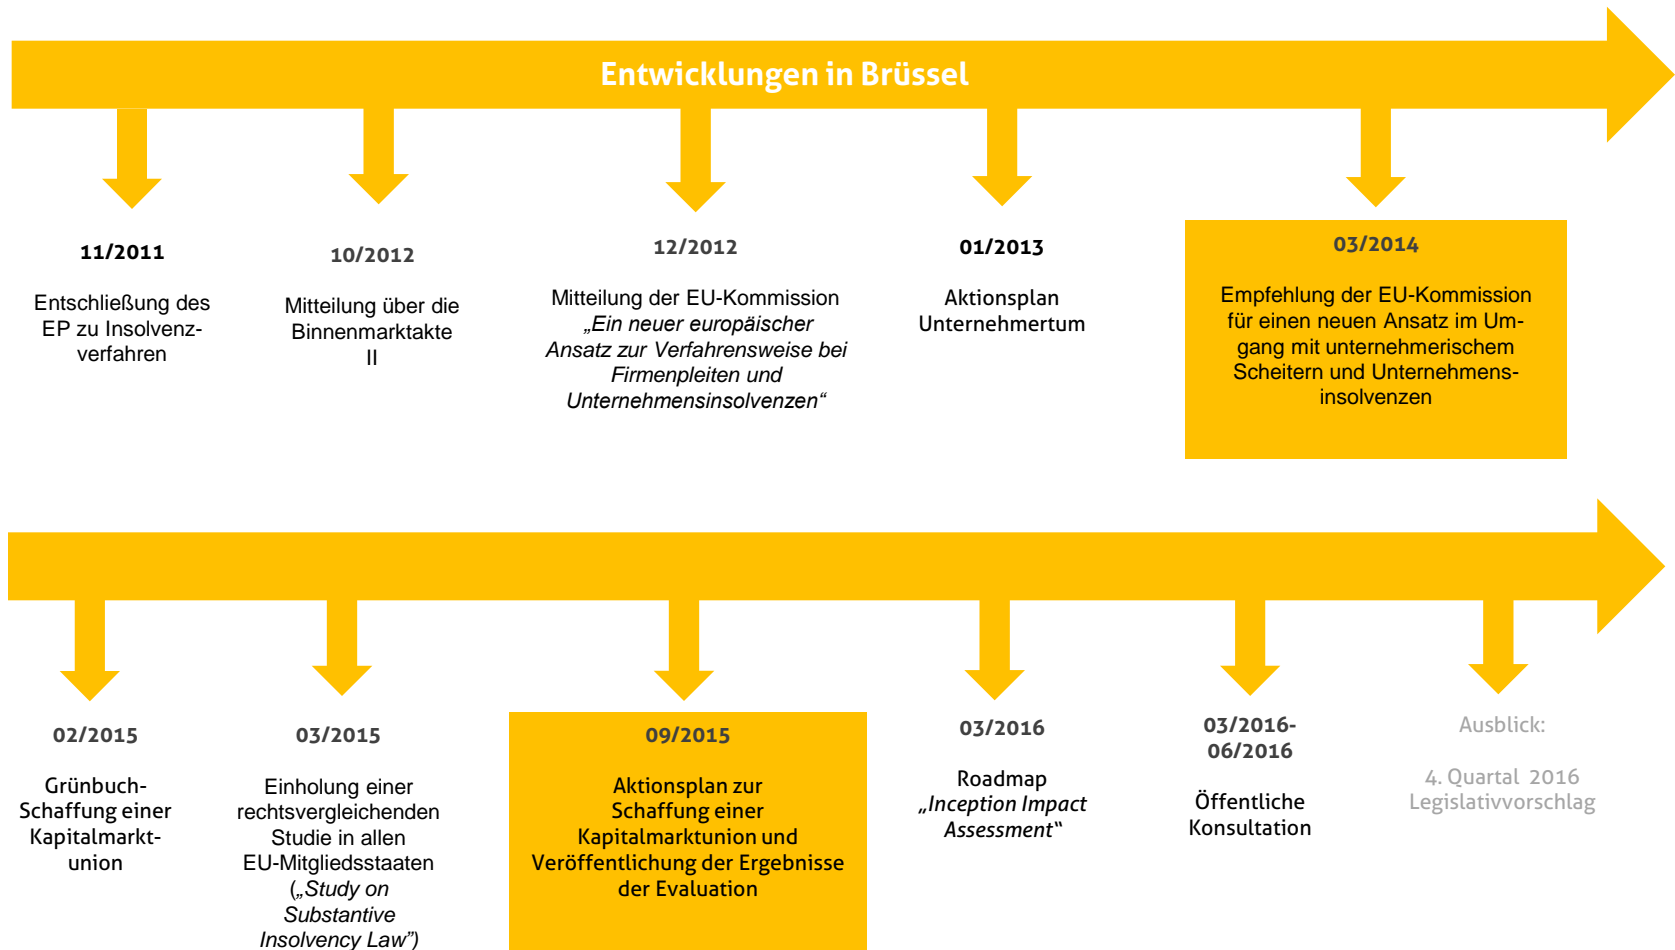 Entwicklungen in Brüssel
11/2011
Entschließung des
EP zu Insolvenz-
verfahren
10/2012
Mitteilung über die
Binnenmarktakte
II
12/2012
Mitteilung der EU-Kommission
„Ein neuer europäischer
Ansatz zur Verfahrensweise bei
Firmenpleiten und
Unternehmensinsolvenzen“
01/2013
Aktionsplan
Unternehmertum
03/2014
Empfehlung der EU-Kommission
für einen neuen Ansatz im Um-
gang mit unternehmerischem
Scheitern und Unternehmens-
insolvenzen
02/2015
Grünbuch-
Schaffung einer
Kapitalmarkt-
union
03/2015
Einholung einer
rechtsvergleichenden
Studie in allen
EU-Mitgliedsstaaten
(„Study on
Substantive
Insolvency Law”)
09/2015
Aktionsplan zur
Schaffung einer
Kapitalmarktunion und
Veröffentlichung der Ergebnisse
der Evaluation
03/2016
Roadmap
„Inception Impact
Assessment“
03/2016-
06/2016
Öffentliche
Konsultation
Ausblick:
4. Quartal 2016
Legislativvorschlag